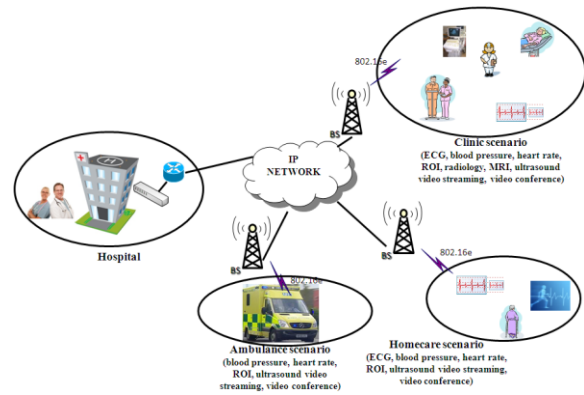 802.16e
BS
Clinic scenario
(ECG, blood pressure, heart rate,
ROI, radiology, MRI, ultrasound
video streaming, video conference)
IP
NETWORK
Hospital
BS
802.16e
Ambulance scenario
(blood pressure, heart rate,
ROI, ultrasound video
streaming, video conference)
BS
802.16e
Homecare scenario
(ECG, blood pressure, heart rate,
ROI, ultrasound video streaming,
video conference)